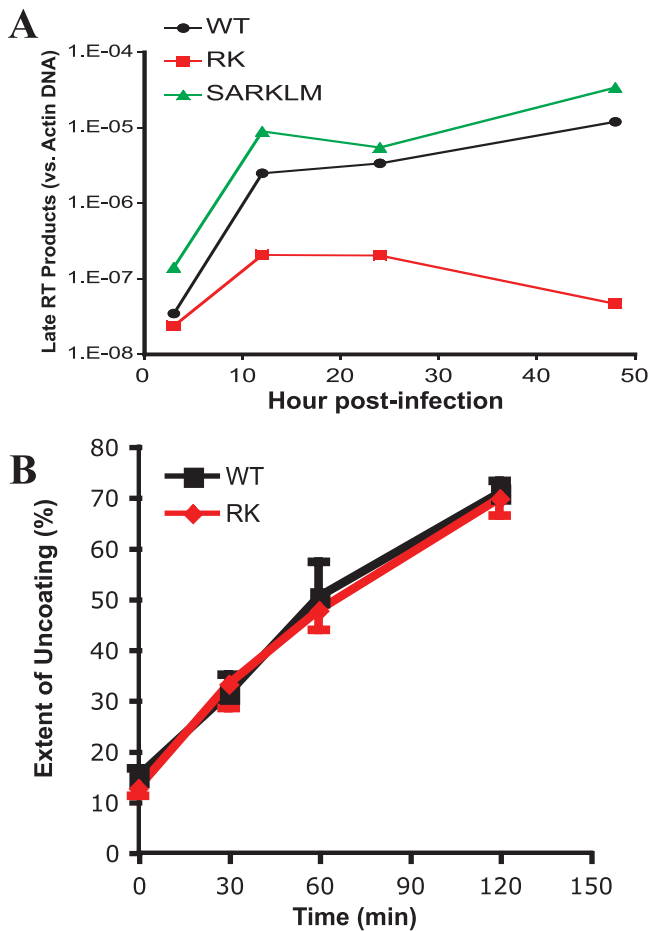 A
WT
RK
SARKLM
Late RT Products (vs. Actin DNA)
1.E-04
1.E-05
1.E-06
1.E-07
1.E-08
0 10 20 30 40 50
Hour post-infection
B
WT
RK
Extent of Uncoating (%)
80
70
60
50
40
30
20
10
0
0 30 60 90 120 150
Time (min)